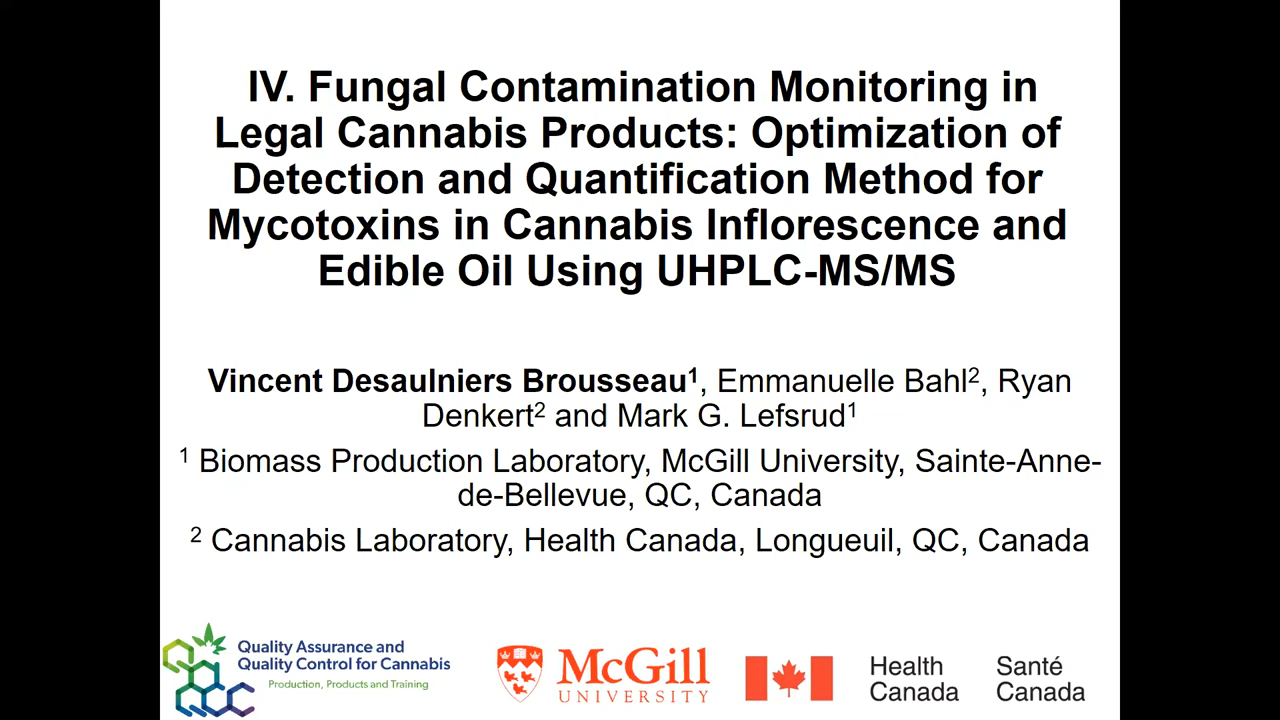 IV. Fungal Contamination Monitoring in
Legal Cannabis Products: Optimization of
Detection and Quantification Method for
Mycotoxins in Cannabis Inflorescence and
Edible Oil Using UHPLC-MS/MS
Vincent Desaulniers Brousseau¹, Emmanuelle Bahl², Ryan
Denkert² and Mark G. Lefsrud¹
¹ Biomass Production Laboratory, McGill University, Sainte-Anne-
de-Bellevue, QC, Canada
² Cannabis Laboratory, Health Canada, Longueuil, QC, Canada
Quality Assurance and
Quality Control for Cannabis
Production, Products and Training
McGill
UNIVERSITY
Health
Canada
Santé
Canada